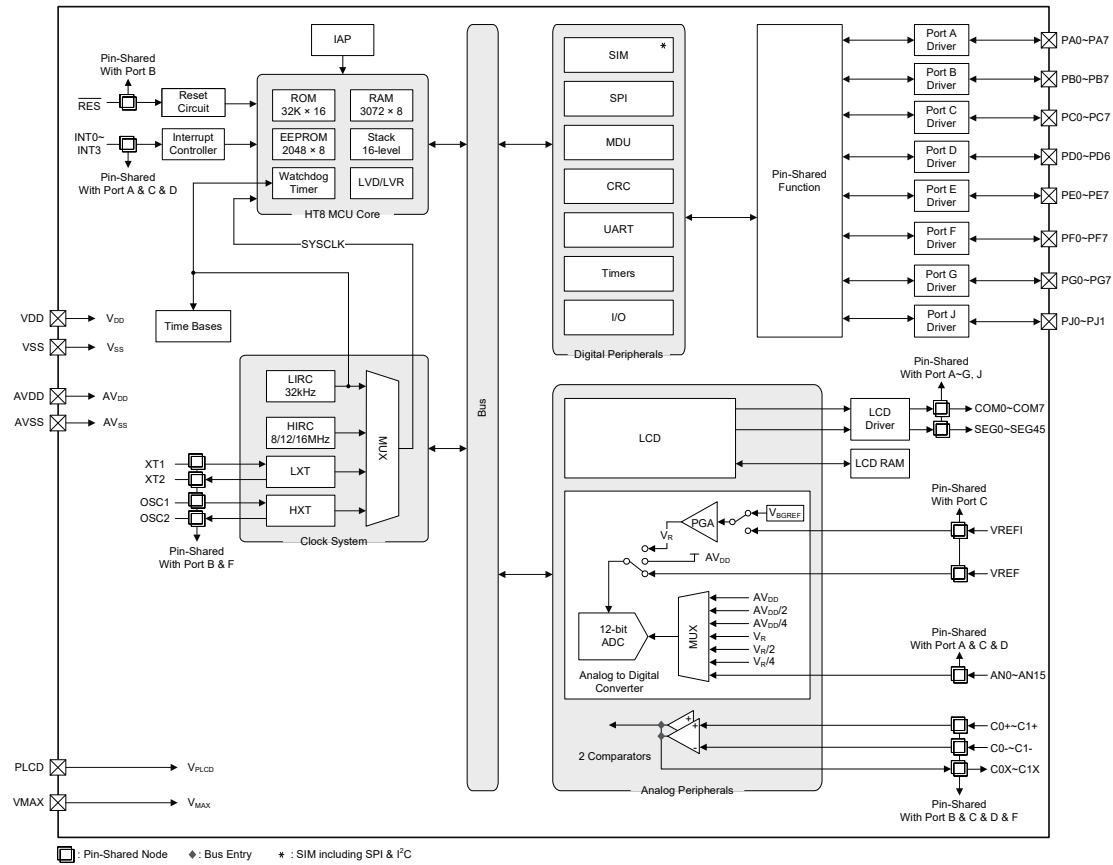 IAP
Pin-Shared
With Port B
RES
Reset
Circuit
INT0~
INT3
Interrupt
Controller
Pin-Shared
With Port A & C & D
ROM
32K × 16
RAM
3072 × 8
EEPROM
2048 × 8
Stack
16-level
Watchdog
Timer
LVD/LVR
HT8 MCU Core
SYSCLK
Time Bases
VDD
VDD
VSS
VSS
AVDD
AVDD
AVSS
AVSS
LIRC
32kHz
HIRC
8/12/16MHz
LXT
HXT
MUX
Clock System
XT1
XT2
OSC1
OSC2
Pin-Shared
With Port B & F
PLCD
VPLCD
VMAX
VMAX
Bus
SIM
*
SPI
MDU
CRC
UART
Timers
I/O
Digital Peripherals
Pin-Shared
Function
Port A
Driver
PA0~PA7
Port B
Driver
PB0~PB7
Port C
Driver
PC0~PC7
Port D
Driver
PD0~PD6
Port E
Driver
PE0~PE7
Port F
Driver
PF0~PF7
Port G
Driver
PG0~PG7
Port J
Driver
PJ0~PJ1
Pin-Shared
With Port A~G, J
LCD
LCD
Driver
COM0~COM7
SEG0~SEG45
LCD RAM
Pin-Shared
With Port C
PGA
VBGREF
VREFI
VR
AVDD
VREF
12-bit
ADC
MUX
AVDD
AVDD/2
AVDD/4
VR
VR/2
VR/4
Analog to Digital
Converter
Pin-Shared
With Port A & C & D
AN0~AN15
+
+
-
2 Comparators
C0+~C1+
C0-~C1-
C0X~C1X
Analog Peripherals
Pin-Shared
With Port B & C & D & F
: Pin-Shared Node
: Bus Entry
* : SIM including SPI & I²C